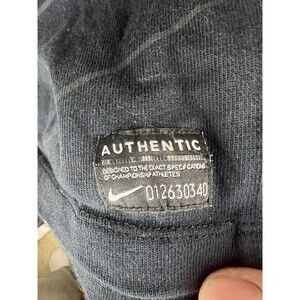 AUTHENTIC
DESIGNED TO THE EXACT SPECIFICATIONS
OF CHAMPIONSHIP ATHLETES
012630340